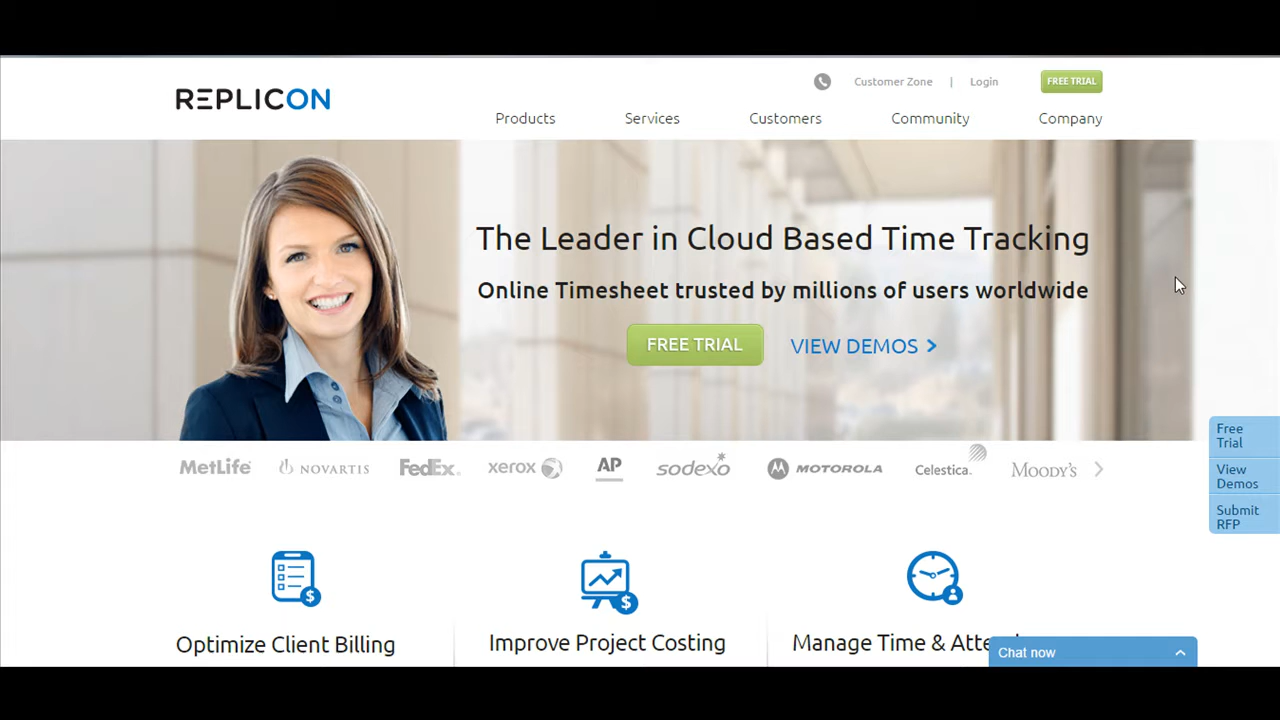 Customer Zone | Login FREE TRIAL
REPLICON
Products Services Customers Community Company
The Leader in Cloud Based Time Tracking
Online Timesheet trusted by millions of users worldwide
FREE TRIAL VIEW DEMOS
Free
Trial
View
Demos
Submit
RFP
MetLife NOVARTIS FedEx xerox AP sodexo MOTOROLA Celestica. MOODY'S
$ $
Optimize Client Billing Improve Project Costing Manage Time &
Chat now